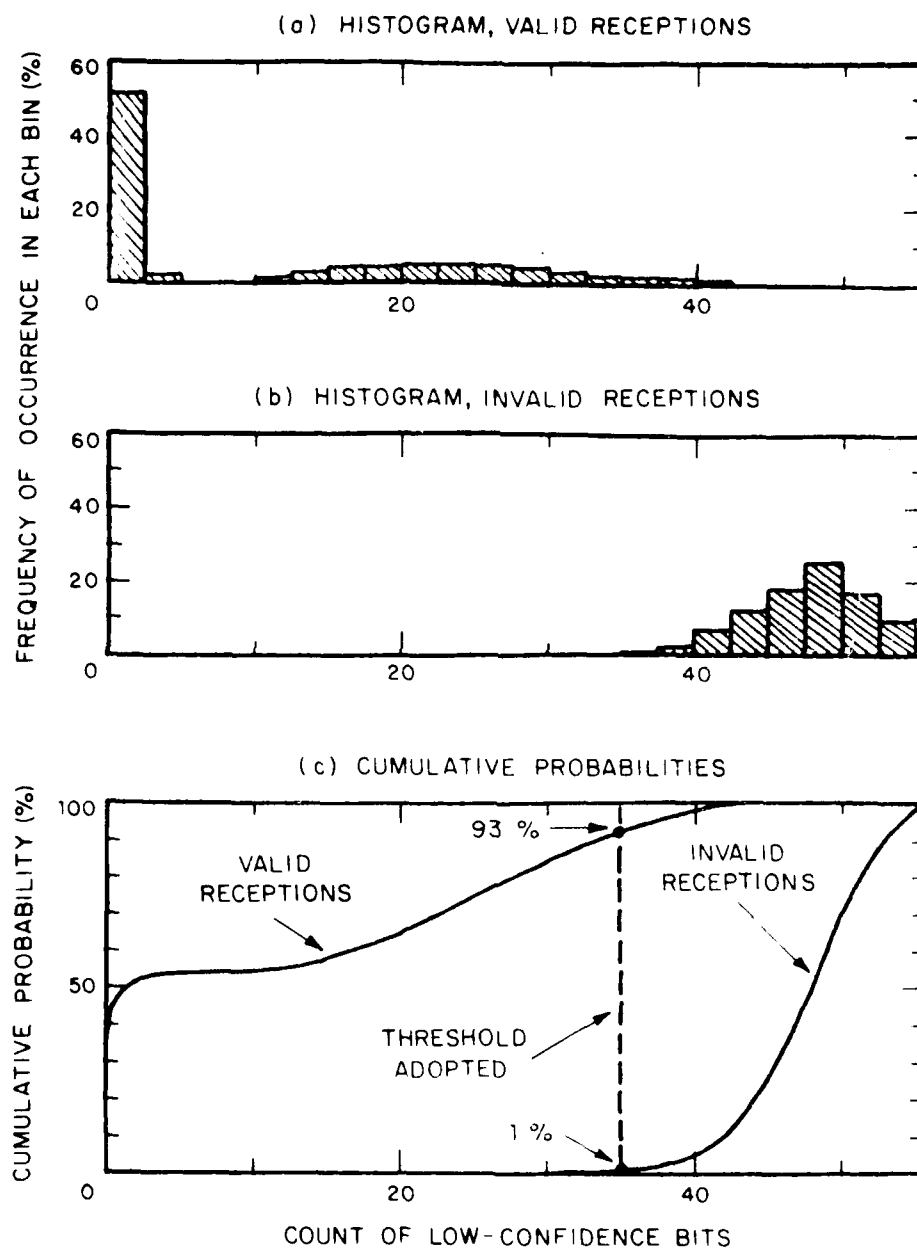 (a) HISTOGRAM, VALID RECEPTIONS
FREQUENCY OF OCCURRENCE IN EACH BIN (%)
60
40
20
0
20
40
(b) HISTOGRAM, INVALID RECEPTIONS
60
40
20
0
20
40
(c) CUMULATIVE PROBABILITIES
CUMULATIVE PROBABILITY (%)
100
50
0
20
40
93 %
VALID
RECEPTIONS
INVALID
RECEPTIONS
THRESHOLD
ADOPTED
1 %
COUNT OF LOW-CONFIDENCE BITS